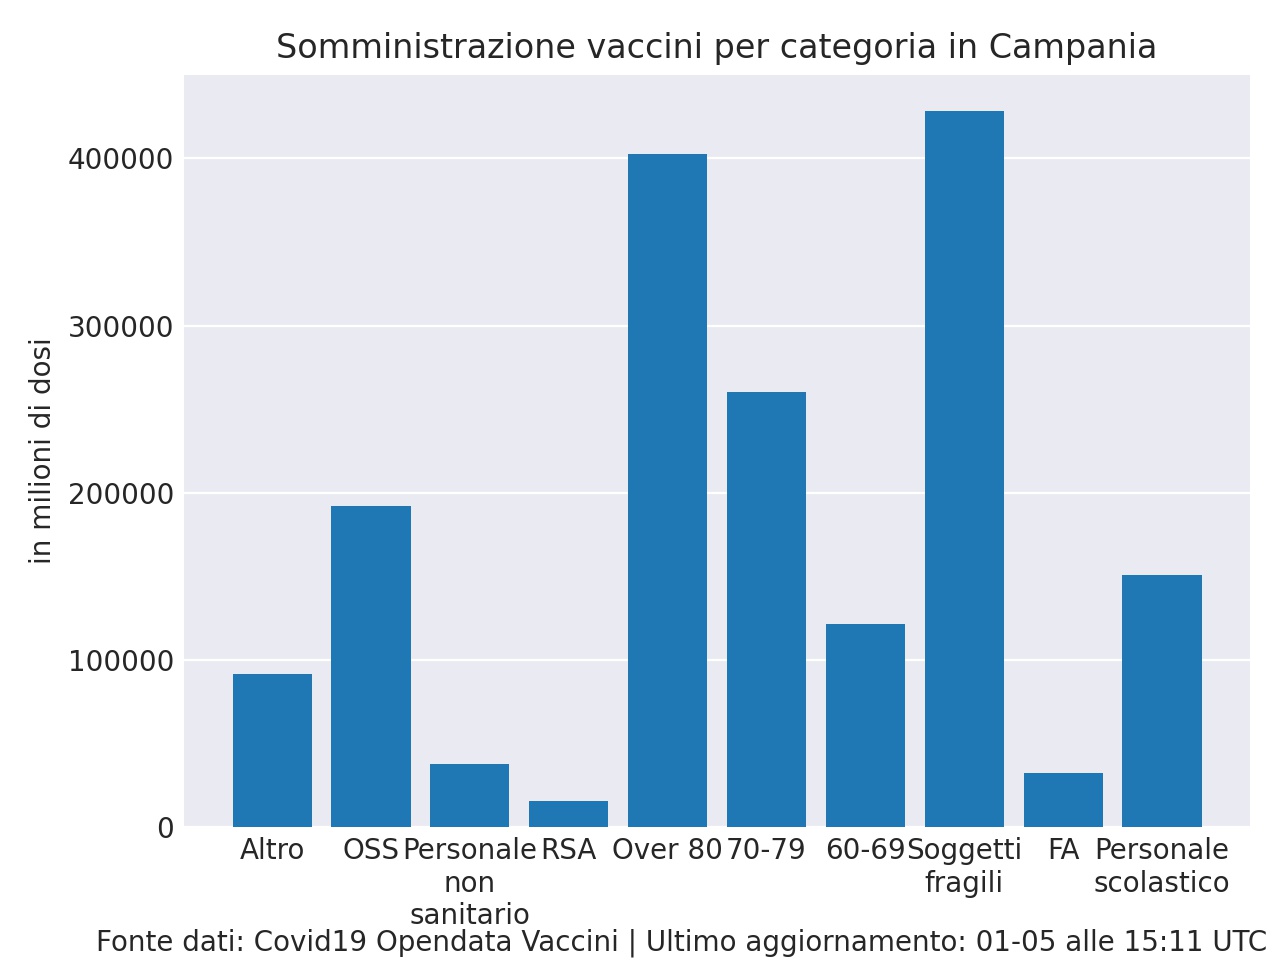 Somministrazione vaccini per categoria in Campania
in milioni di dosi
400000
300000
200000
100000
0
Altro
OSS
Personale
non
sanitario
RSA
Over 80
70-79
60-69
Soggetti
fragili
FA
Personale
scolastico
Fonte dati: Covid19 Opendata Vaccini | Ultimo aggiornamento: 01-05 alle 15:11 UTC